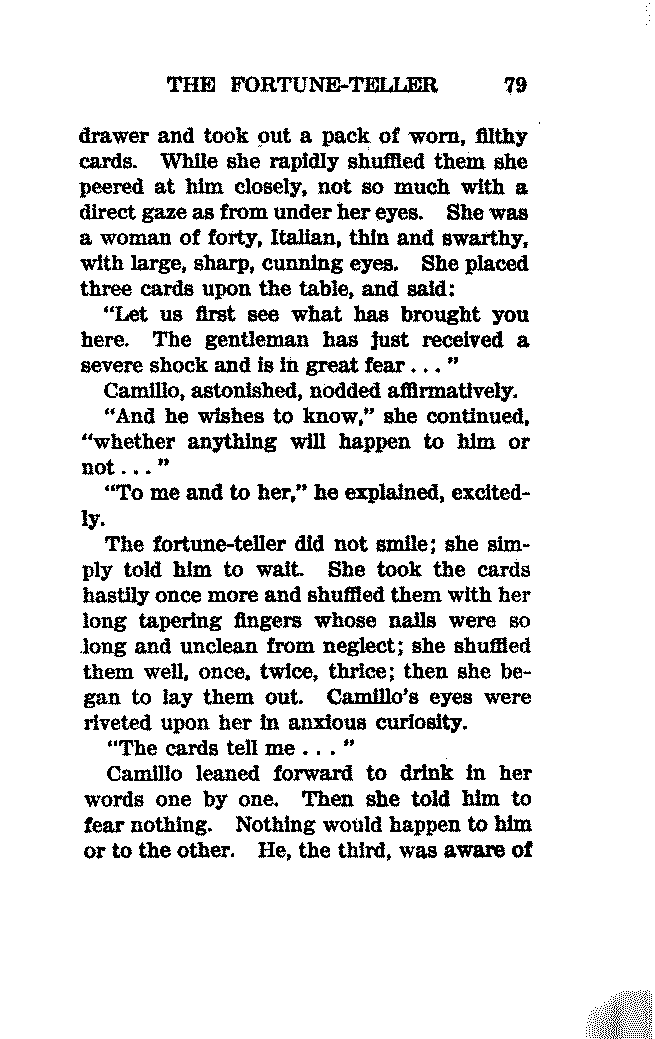 THE FORTUNE-TELLER 79
drawer and took out a pack of worn, filthy
cards. While she rapidly shuffled them she
peered at him closely, not so much with a
direct gaze as from under her eyes. She was
a woman of forty, Italian, thin and swarthy,
with large, sharp, cunning eyes. She placed
three cards upon the table, and said:
"Let us first see what has brought you
here. The gentleman has just received a
severe shock and is in great fear . . . "
Camillo, astonished, nodded affirmatively.
"And he wishes to know," she continued,
"whether anything will happen to him or
not . . . "
"To me and to her," he explained, excited-
ly.
The fortune-teller did not smile; she sim-
ply told him to wait. She took the cards
hastily once more and shuffled them with her
long tapering fingers whose nails were so
long and unclean from neglect; she shuffled
them well, once, twice, thrice; then she be-
gan to lay them out. Camillo's eyes were
riveted upon her in anxious curiosity.
"The cards tell me . . . "
Camillo leaned forward to drink in her
words one by one. Then she told him to
fear nothing. Nothing would happen to him
or to the other. He, the third, was aware of